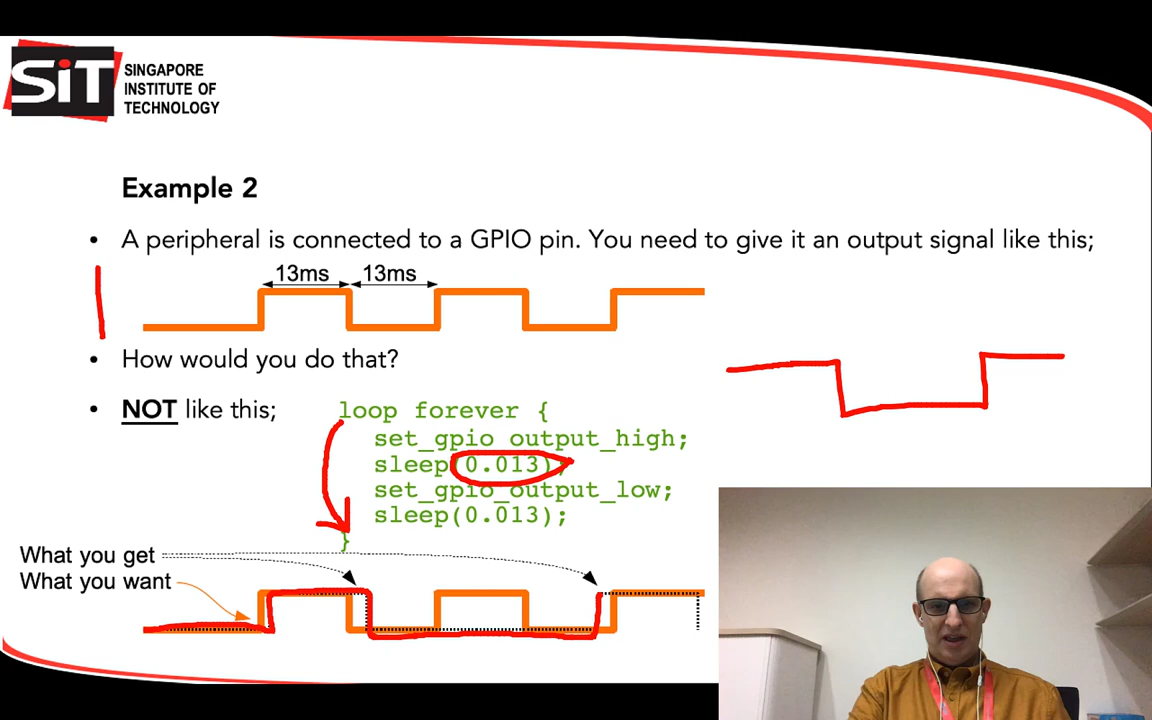 SiT
SINGAPORE
INSTITUTE OF
TECHNOLOGY
Example 2
• A peripheral is connected to a GPIO pin. You need to give it an output signal like this;
13ms 13ms
• How would you do that?
• NOT like this;
loop forever {
set_gpio_output_high;
sleep(0.013);
set_gpio_output_low;
sleep(0.013);
}
What you get
What you want